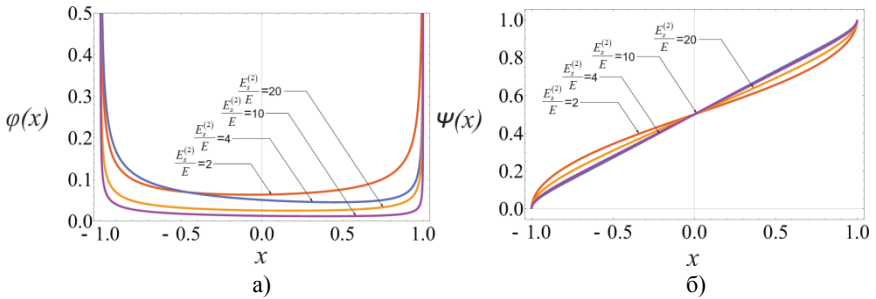 0.5
0.4
0.3
0.2
0.1
0.0
φ(x)
E_s^(2)/E=20
E_s^(2)/E=10
E_s^(2)/E=4
E_s^(2)/E=2
- 1.0 -0.5 0.0 0.5 1.0
x
а)
1.0
0.8
0.6
0.4
0.2
0.0
Ψ(x)
E_s^(2)/E=20
E_s^(2)/E=10
E_s^(2)/E=4
E_s^(2)/E=2
- 1.0 -0.5 0.0 0.5 1.0
x
б)